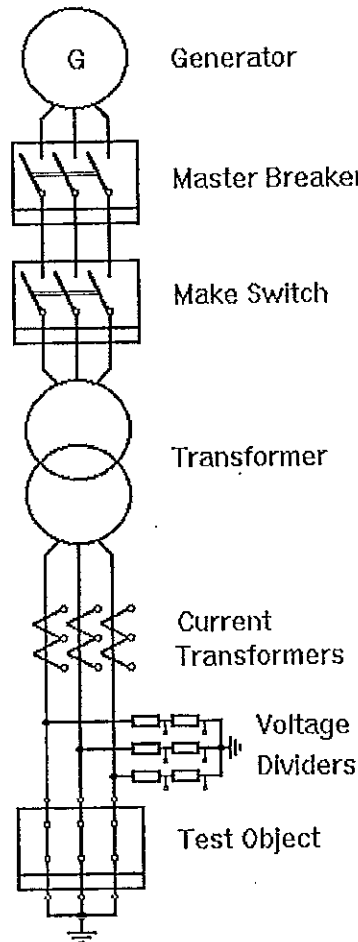 G
Generator
Master Breaker
Make Switch
Transformer
Current
Transformers
Voltage
Dividers
Test Object